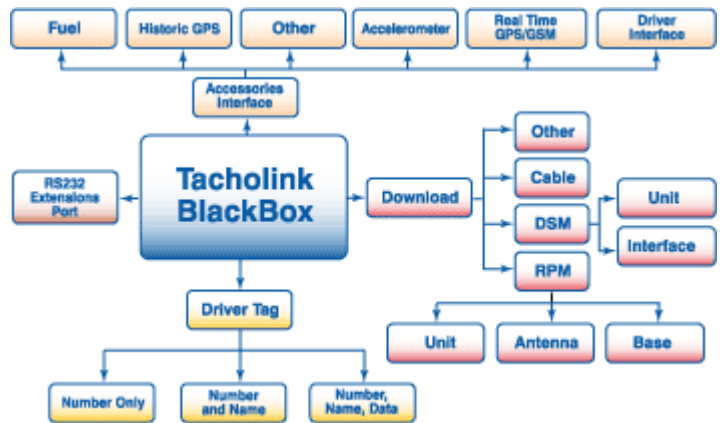 Fuel
Historic GPS
Other
Accelerometer
Real Time
GPS/GSM
Driver
Interface
Accessories
Interface
Tacholink
BlackBox
RS232
Extensions
Port
Download
Other
Cable
DSM
RPM
Unit
Interface
Unit
Antenna
Base
Driver Tag
Number Only
Number
and Name
Number,
Name, Data